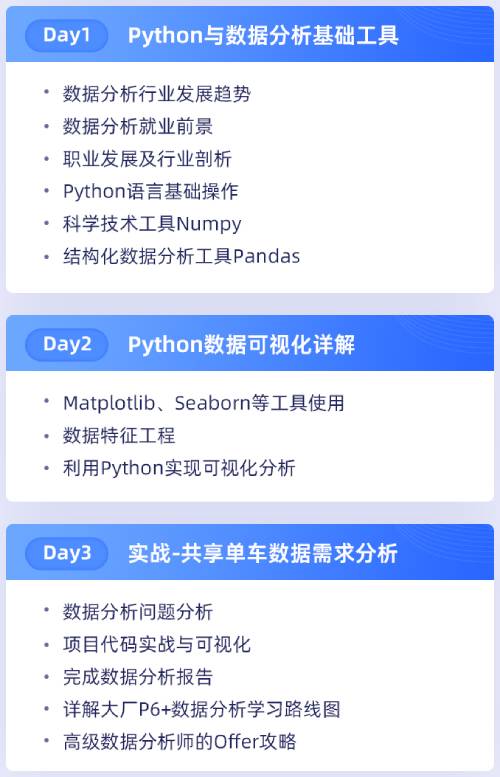 Day1 Python与数据分析基础工具
数据分析行业发展趋势
数据分析就业前景
职业发展及行业剖析
Python语言基础操作
科学技术工具Numpy
结构化数据分析工具Pandas
Day2 Python数据可视化详解
Matplotlib、Seaborn等工具使用
数据特征工程
利用Python实现可视化分析
Day3 实战-共享单车数据需求分析
数据分析问题分析
项目代码实战与可视化
完成数据分析报告
详解大厂P6+数据分析学习路线图
高级数据分析师的Offer攻略